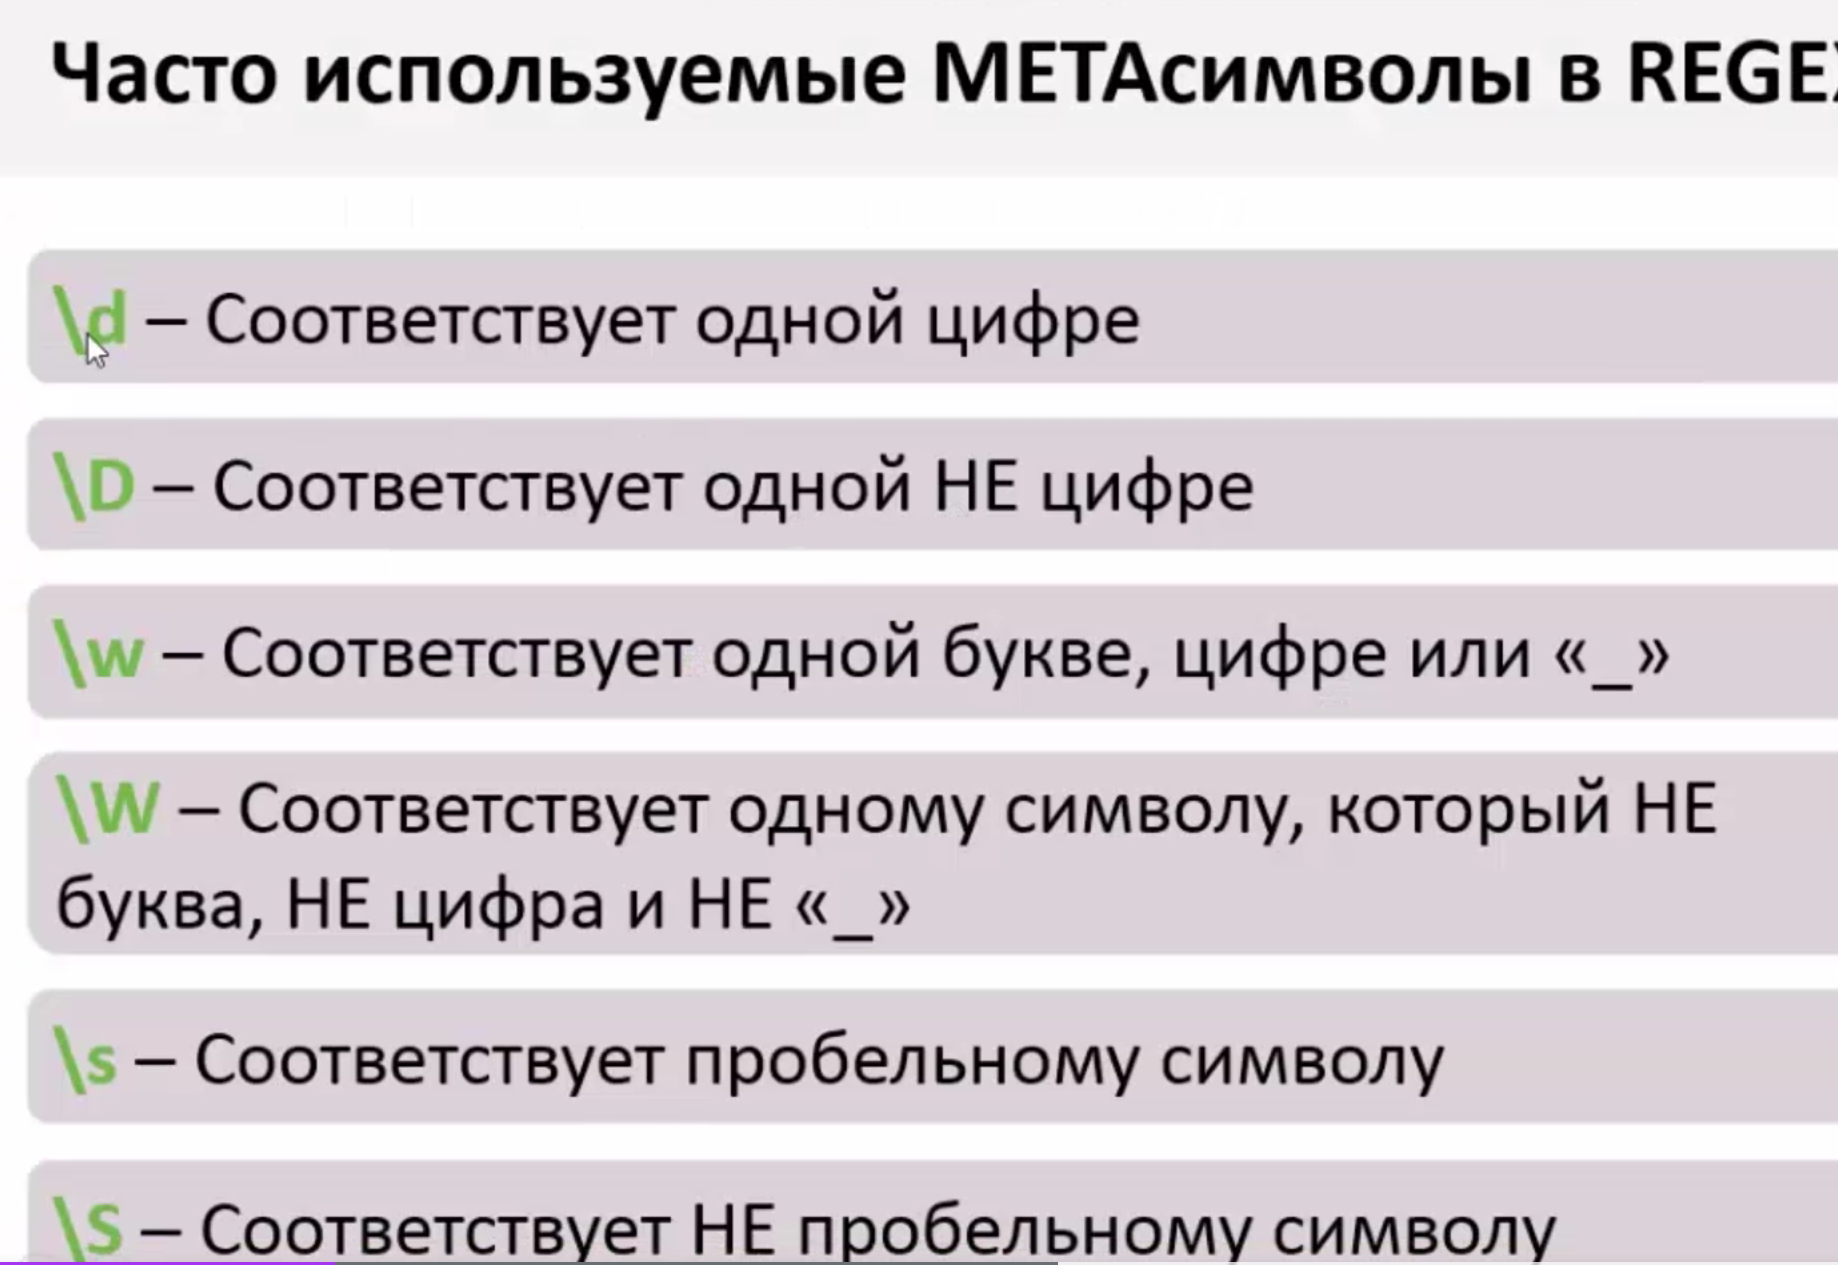 Часто используемые МЕТАсимволы в REGE
\d – Соответствует одной цифре
\D – Соответствует одной НЕ цифре
\w – Соответствует одной букве, цифре или «_»
\W – Соответствует одному символу, который НЕ
буква, НЕ цифра и НЕ «_»
\s – Соответствует пробельному символу
\S – Соответствует НЕ пробельному символу